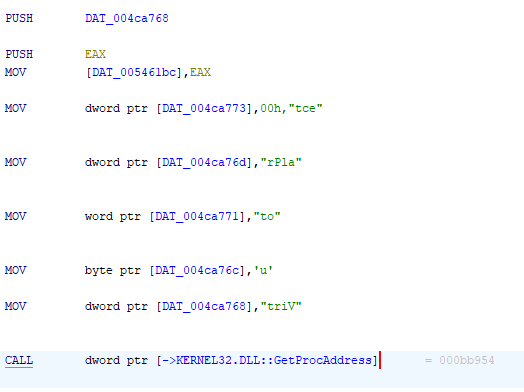 PUSH DAT_004ca768
PUSH EAX
MOV [DAT_005461bc],EAX
MOV dword ptr [DAT_004ca773],00h,"tce"
MOV dword ptr [DAT_004ca76d],"rPla"
MOV word ptr [DAT_004ca771],"to"
MOV byte ptr [DAT_004ca76c],'u'
MOV dword ptr [DAT_004ca768],"triV"
CALL dword ptr [->KERNEL32.DLL::GetProcAddress] = 000bb954